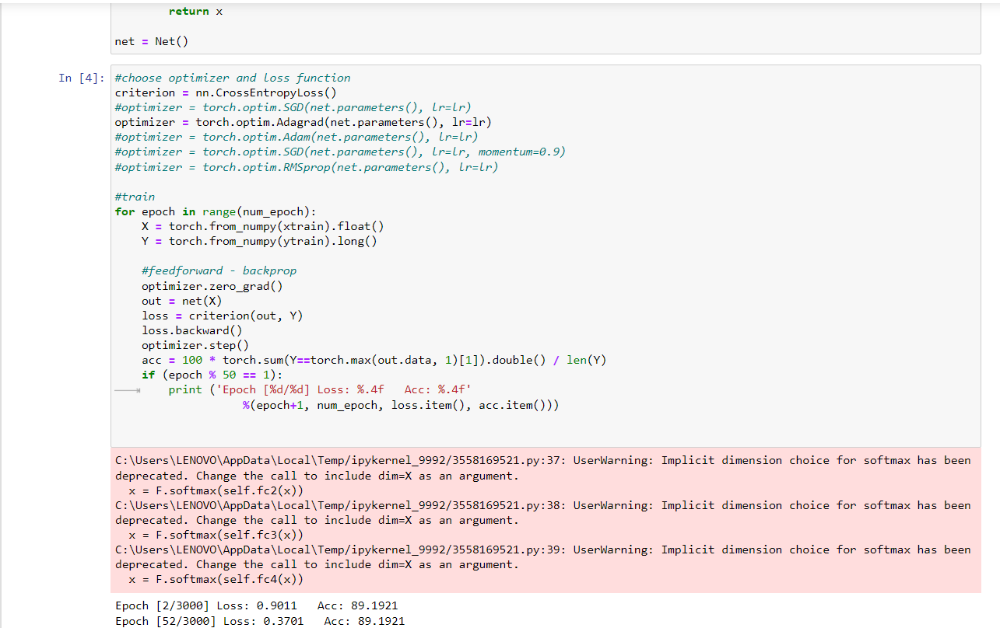 return x
net = Net()
In [4]:
#choose optimizer and loss function
criterion = nn.CrossEntropyLoss()
#optimizer = torch.optim.SGD(net.parameters(), lr=lr)
optimizer = torch.optim.Adagrad(net.parameters(), lr=lr)
#optimizer = torch.optim.Adam(net.parameters(), lr=lr)
#optimizer = torch.optim.SGD(net.parameters(), lr=lr, momentum=0.9)
#optimizer = torch.optim.RMSprop(net.parameters(), lr=lr)
#train
for epoch in range(num_epoch):
    X = torch.from_numpy(xtrain).float()
    Y = torch.from_numpy(ytrain).long()
    #feedforward - backprop
    optimizer.zero_grad()
    out = net(X)
    loss = criterion(out, Y)
    loss.backward()
    optimizer.step()
    acc = 100 * torch.sum(Y==torch.max(out.data, 1)[1]).double() / len(Y)
    if (epoch % 50 == 1):
        print ('Epoch [%d/%d] Loss: %.4f   Acc: %.4f'
                   %(epoch+1, num_epoch, loss.item(), acc.item()))
C:\Users\LENOVO\AppData\Local\Temp/ipykernel_9992/3558169521.py:37: UserWarning: Implicit dimension choice for softmax has been
deprecated. Change the call to include dim=X as an argument.
  x = F.softmax(self.fc2(x))
C:\Users\LENOVO\AppData\Local\Temp/ipykernel_9992/3558169521.py:38: UserWarning: Implicit dimension choice for softmax has been
deprecated. Change the call to include dim=X as an argument.
  x = F.softmax(self.fc3(x))
C:\Users\LENOVO\AppData\Local\Temp/ipykernel_9992/3558169521.py:39: UserWarning: Implicit dimension choice for softmax has been
deprecated. Change the call to include dim=X as an argument.
  x = F.softmax(self.fc4(x))
Epoch [2/3000] Loss: 0.9011   Acc: 89.1921
Epoch [52/3000] Loss: 0.3701   Acc: 89.1921